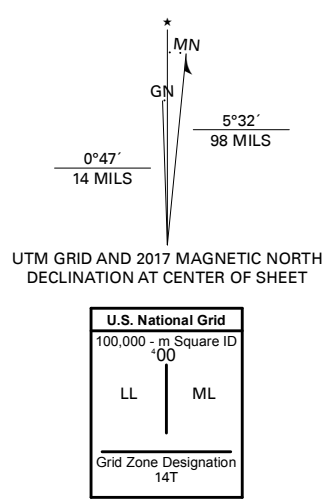 ★
MN
GN
5°32´
98 MILS
0°47´
14 MILS
UTM GRID AND 2017 MAGNETIC NORTH
DECLINATION AT CENTER OF SHEET
U.S. National Grid
100,000 - m Square ID
⁴00
LL ML
Grid Zone Designation
14T